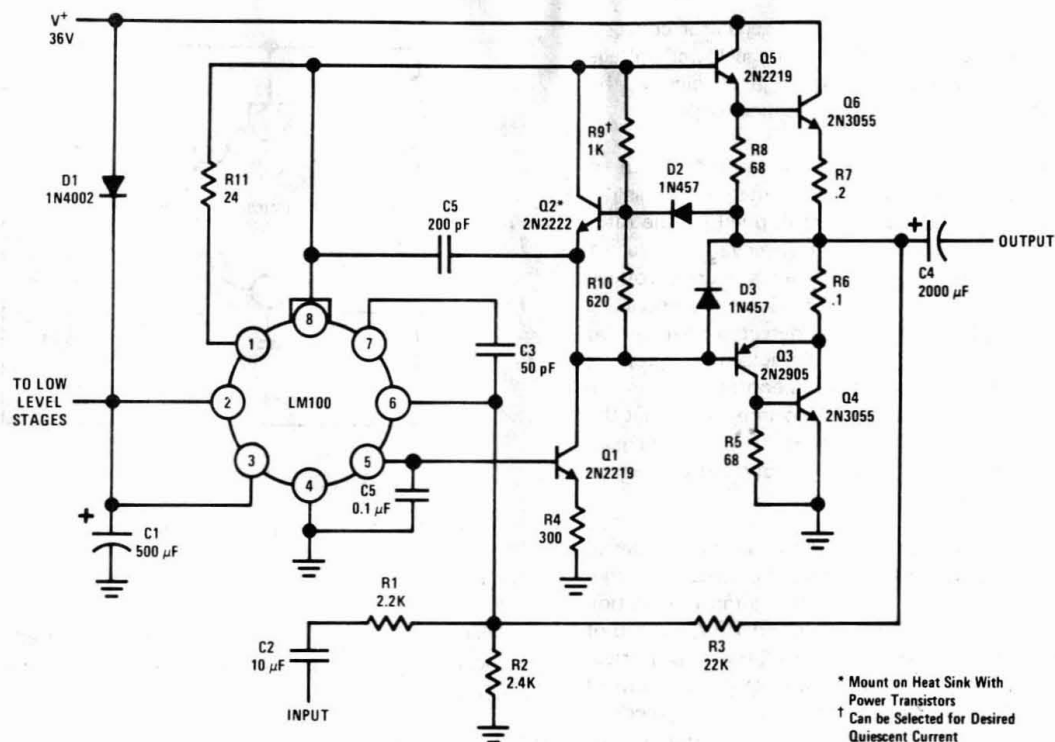 V+
36V
D1
1N4002
R11
24
C5
200 pF
Q2*
2N2222
R9†
1K
D2
1N457
Q5
2N2219
Q6
2N3055
R8
68
R7
.2
R10
620
D3
1N457
+
C4
2000 µF
OUTPUT
R6
.1
Q3
2N2905
Q4
2N3055
R5
68
TO LOW
LEVEL
STAGES
1
2
3
4
5
6
7
8
LM100
C3
50 pF
C5
0.1 µF
Q1
2N2219
R4
300
+
C1
500 µF
R1
2.2K
C2
10 µF
INPUT
R2
2.4K
R3
22K
* Mount on Heat Sink With
Power Transistors
† Can be Selected for Desired
Quiescent Current